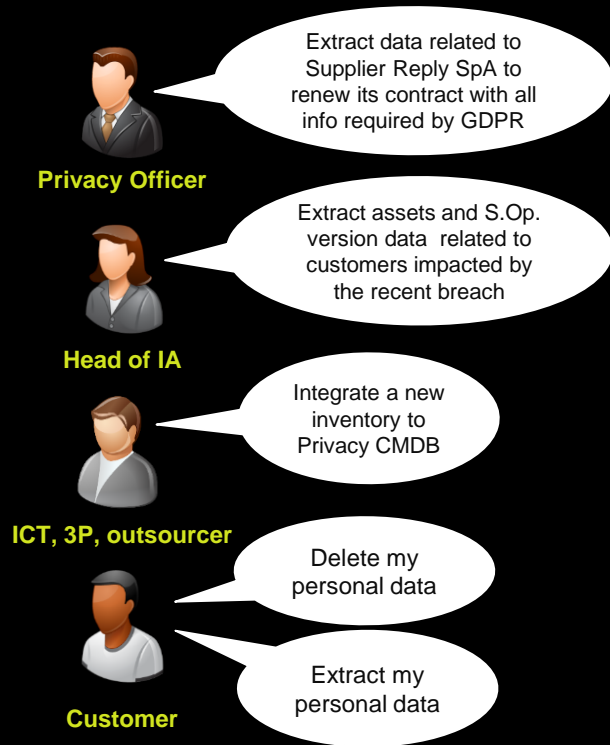 Extract data related to
Supplier Reply SpA to
renew its contract with all
info required by GDPR
Privacy Officer
Extract assets and S.Op.
version data related to
customers impacted by
the recent breach
Head of IA
Integrate a new
inventory to
Privacy CMDB
ICT, 3P, outsourcer
Delete my
personal data
Extract my
personal data
Customer